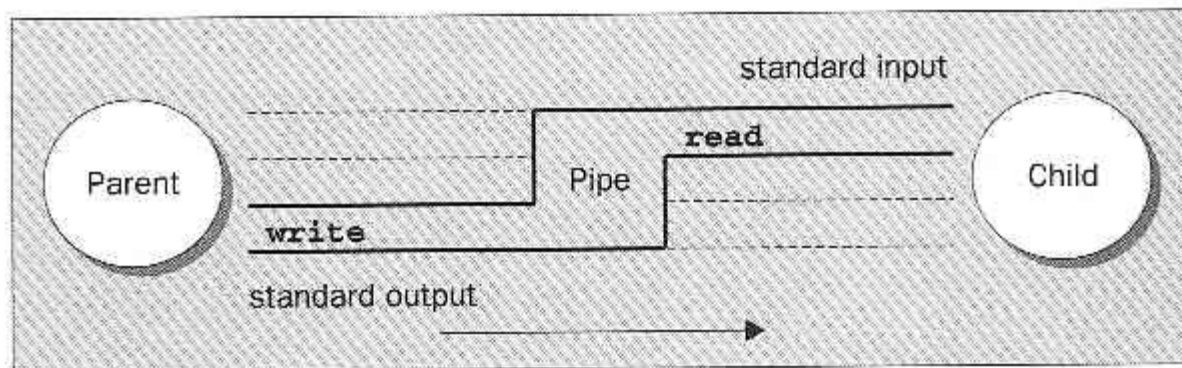 standard input
read
Parent
Pipe
Child
write
standard output